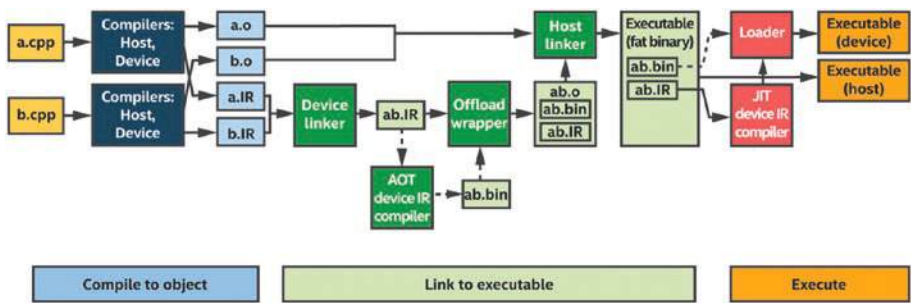 a.cpp
b.cpp
Compilers:
Host,
Device
Compilers:
Host,
Device
a.o
b.o
a.IR
b.IR
Device
linker
ab.IR
AOT
device IR
compiler
ab.bin
Offload
wrapper
Host
linker
ab.o
ab.bin
ab.IR
Executable
(fat binary)
ab.bin
ab.IR
Loader
JIT
device IR
compiler
Executable
(device)
Executable
(host)
Compile to object
Link to executable
Execute